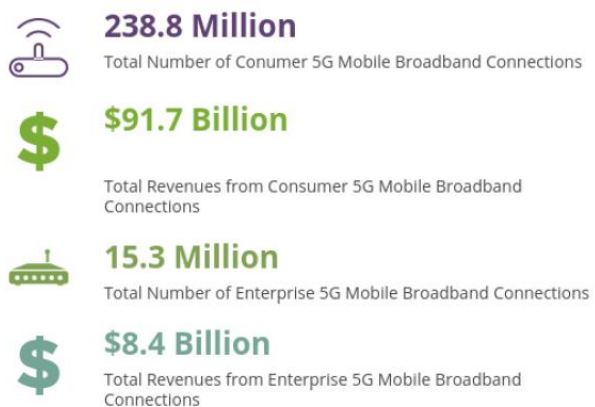 238.8 Million
Total Number of Conumer 5G Mobile Broadband Connections
$
$91.7 Billion
Total Revenues from Consumer 5G Mobile Broadband
Connections
15.3 Million
Total Number of Enterprise 5G Mobile Broadband Connections
$
$8.4 Billion
Total Revenues from Enterprise 5G Mobile Broadband
Connections